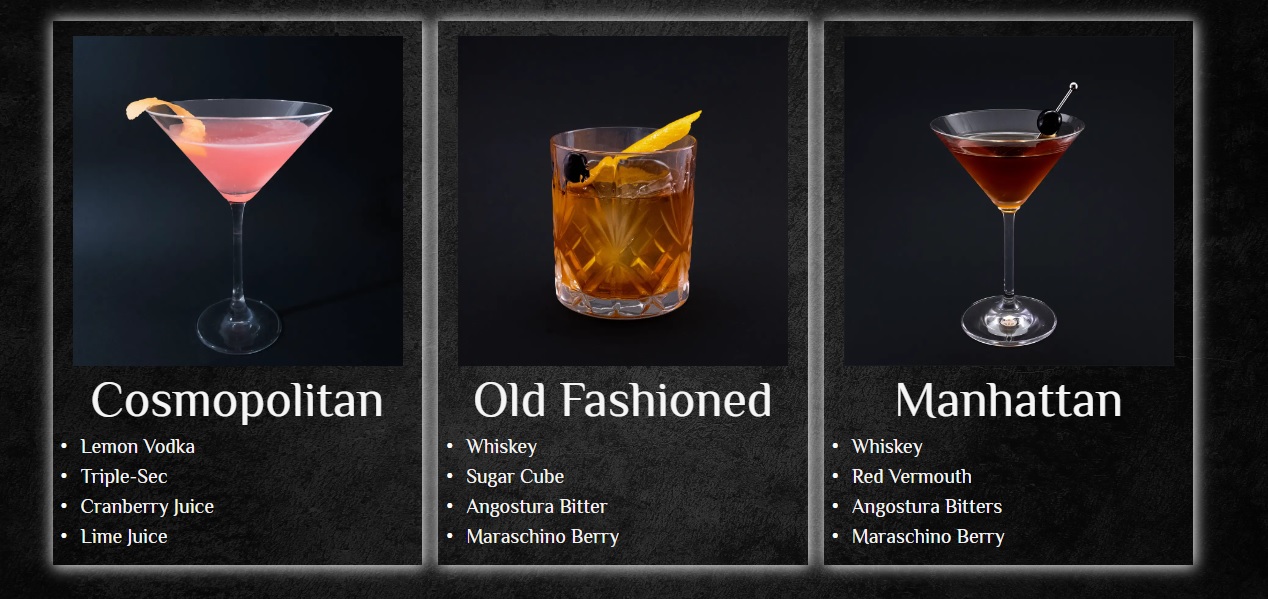 Cosmopolitan
• Lemon Vodka
• Triple-Sec
• Cranberry Juice
• Lime Juice
Old Fashioned
• Whiskey
• Sugar Cube
• Angostura Bitter
• Maraschino Berry
Manhattan
• Whiskey
• Red Vermouth
• Angostura Bitters
• Maraschino Berry